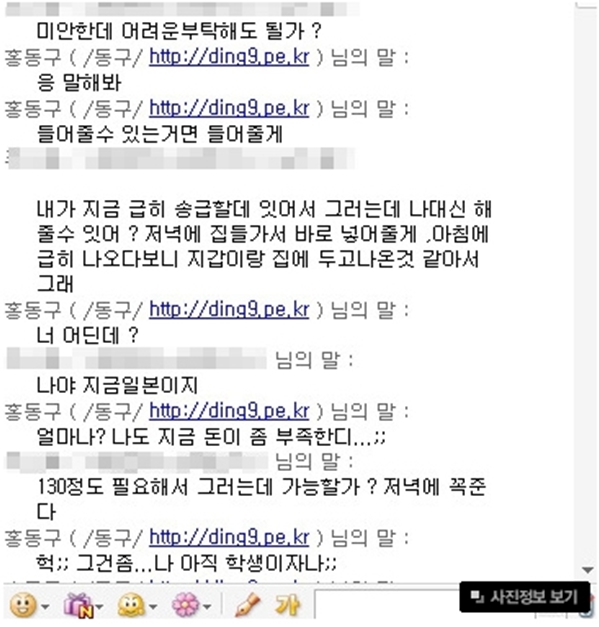 미안한데 어려운부탁해도 될가 ?
홍동구 ( /동구/ http://ding9.pe.kr ) 님의 말 :
응 말해봐
홍동구 ( /동구/ http://ding9.pe.kr ) 님의 말 :
들어줄수 있는거면 들어줄게
내가 지금 급히 송급할데 잇어서 그러는데 나대신 해
줄수 잇어 ? 저녁에 집들가서 바로 넣어줄게 ,아침에
급히 나오다보니 지갑이랑 집에 두고나온것 같아서
그래
홍동구 ( /동구/ http://ding9.pe.kr ) 님의 말 :
너 어딘데 ?
님의 말 :
나야 지금일본이지
홍동구 ( /동구/ http://ding9.pe.kr ) 님의 말 :
얼마나? 나도 지금 돈이 좀 부족한디...;;
님의 말 :
130정도 필요해서 그러는데 가능할가 ? 저녁에 꼭준
다
홍동구 ( /동구/ http://ding9.pe.kr ) 님의 말 :
헉;; 그건좀...나 아직 학생이자나;;
가
사진정보 보기